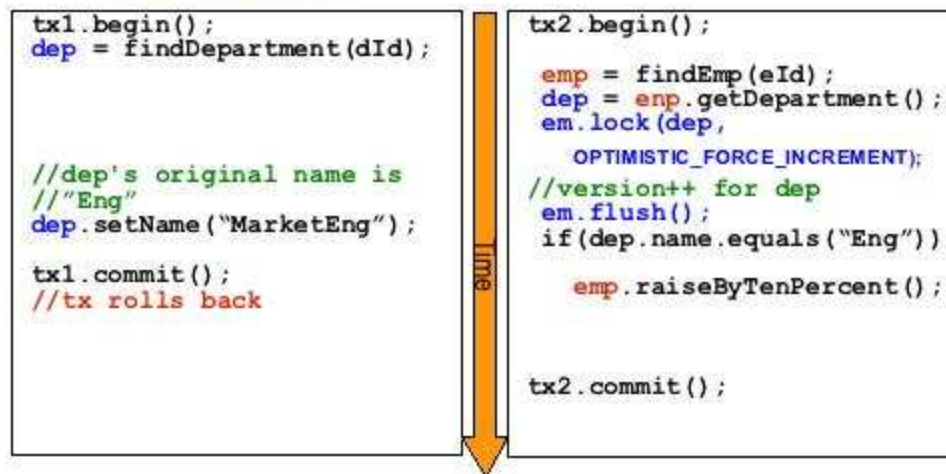 tx1.begin();
dep = findDepartment(dId);
//dep's original name is
//"Eng"
dep.setName("MarketEng");
tx1.commit();
//tx rolls back
Time
tx2.begin();
emp = findEmp(eId);
dep = enp.getDepartment();
em.lock(dep,
OPTIMISTIC_FORCE_INCREMENT);
//version++ for dep
em.flush();
if(dep.name.equals("Eng"))
emp.raiseByTenPercent();
tx2.commit();